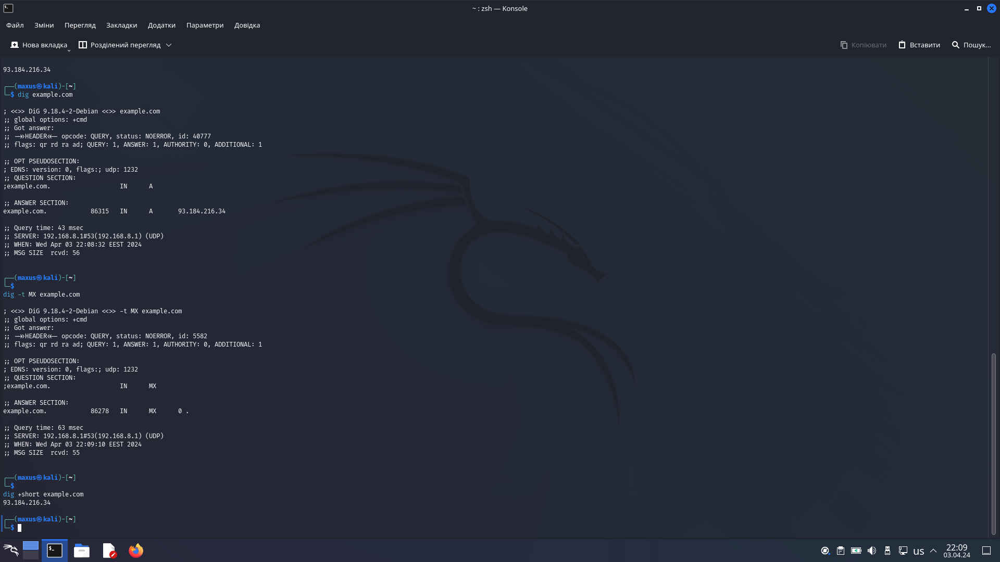 ~ : zsh — Konsole
Файл Зміни Перегляд Закладки Додатки Параметри Довідка
Нова вкладка Розділений перегляд Копіювати Вставити Пошук...
93.184.216.34
┌──(maxus㉿kali)-[~]
└─$ dig example.com
; <<>> DiG 9.18.4-2-Debian <<>> example.com
;; global options: +cmd
;; Got answer:
;; ->>HEADER<<- opcode: QUERY, status: NOERROR, id: 40777
;; flags: qr rd ra ad; QUERY: 1, ANSWER: 1, AUTHORITY: 0, ADDITIONAL: 1
;; OPT PSEUDOSECTION:
; EDNS: version: 0, flags:; udp: 1232
;; QUESTION SECTION:
;example.com. IN A
;; ANSWER SECTION:
example.com. 86315 IN A 93.184.216.34
;; Query time: 43 msec
;; SERVER: 192.168.8.1#53(192.168.8.1) (UDP)
;; WHEN: Wed Apr 03 22:08:32 EEST 2024
;; MSG SIZE  rcvd: 56
┌──(maxus㉿kali)-[~]
└─$
dig -t MX example.com
; <<>> DiG 9.18.4-2-Debian <<>> -t MX example.com
;; global options: +cmd
;; Got answer:
;; ->>HEADER<<- opcode: QUERY, status: NOERROR, id: 5582
;; flags: qr rd ra ad; QUERY: 1, ANSWER: 1, AUTHORITY: 0, ADDITIONAL: 1
;; OPT PSEUDOSECTION:
; EDNS: version: 0, flags:; udp: 1232
;; QUESTION SECTION:
;example.com. IN MX
;; ANSWER SECTION:
example.com. 86278 IN MX 0 .
;; Query time: 63 msec
;; SERVER: 192.168.8.1#53(192.168.8.1) (UDP)
;; WHEN: Wed Apr 03 22:09:10 EEST 2024
;; MSG SIZE  rcvd: 55
┌──(maxus㉿kali)-[~]
└─$
dig +short example.com
93.184.216.34
┌──(maxus㉿kali)-[~]
└─$
us
22:09
03.04.24